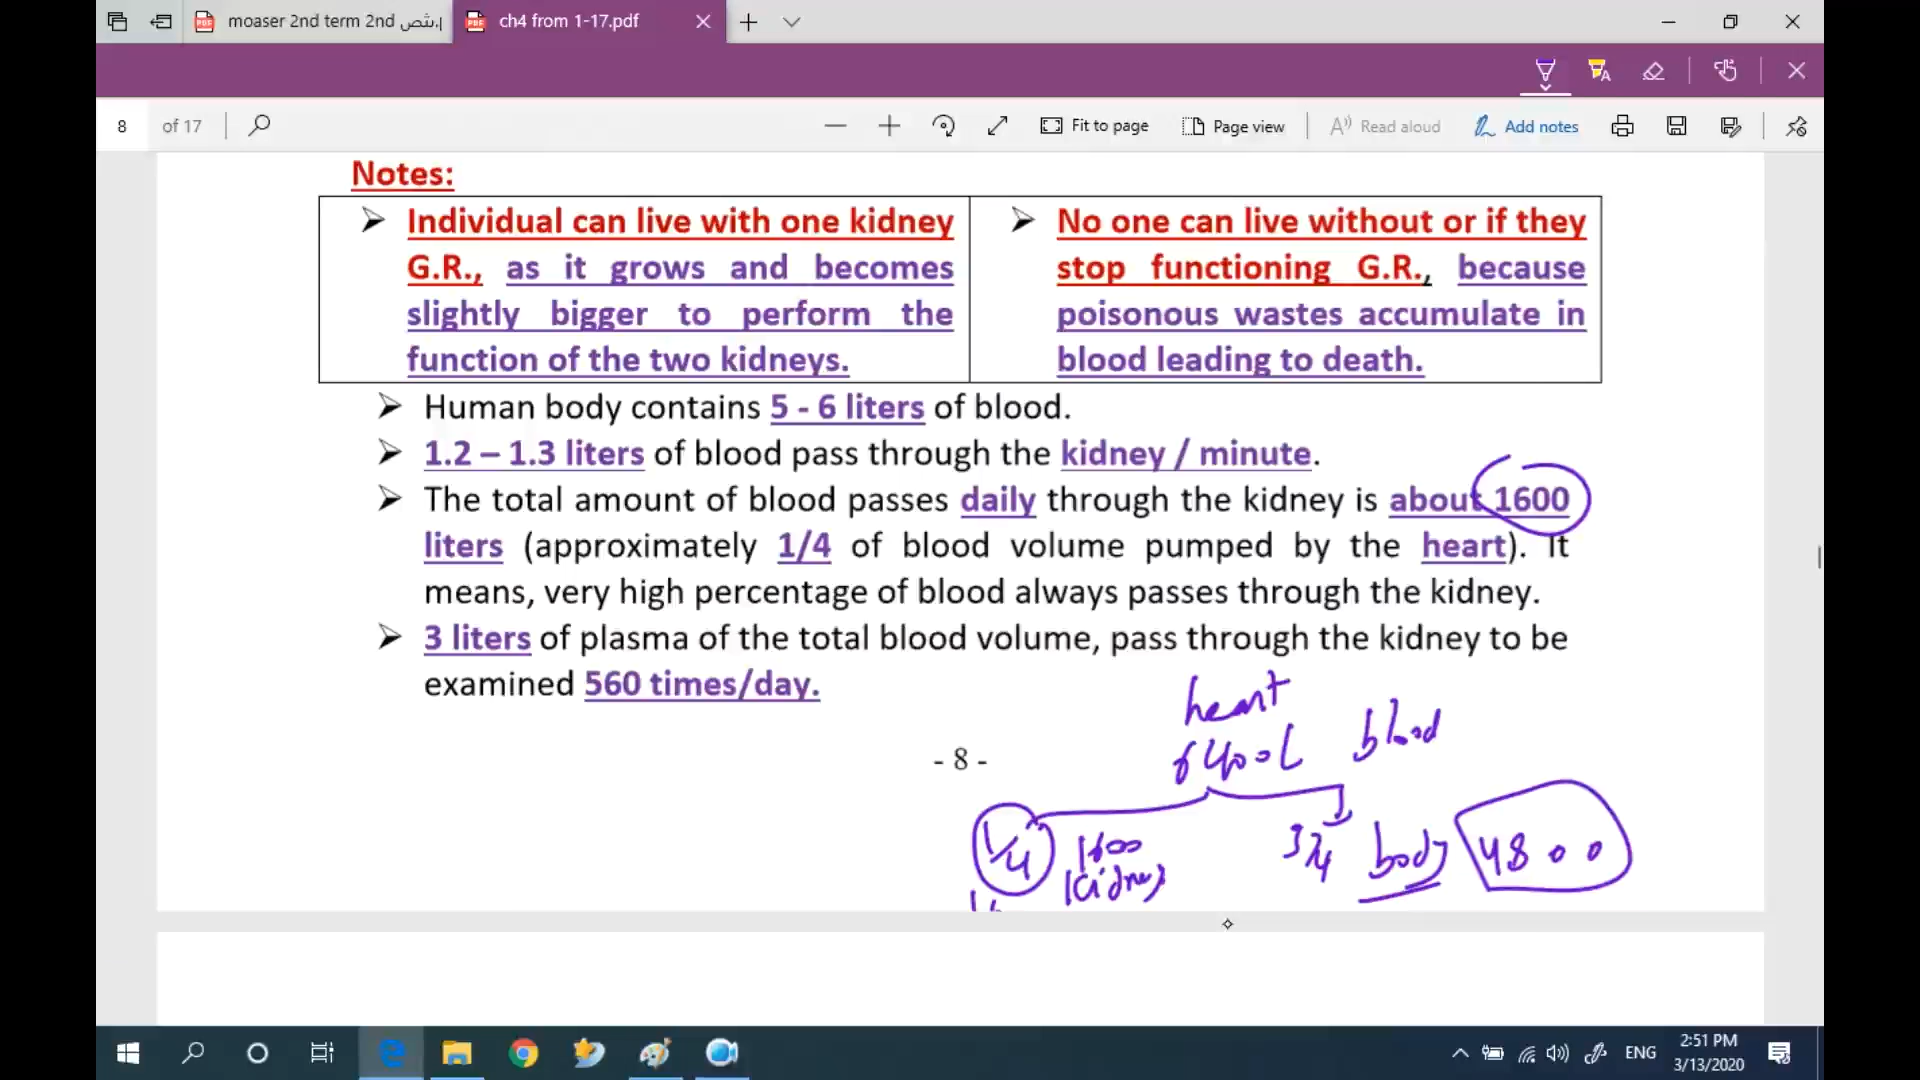 moaser 2nd term 2nd
ch4 from 1-17.pdf
8 of 17
Fit to page
Page view
Read aloud
Add notes
Notes:
➢ Individual can live with one kidney
G.R., as it grows and becomes
slightly bigger to perform the
function of the two kidneys.
➢ No one can live without or if they
stop functioning G.R., because
poisonous wastes accumulate in
blood leading to death.
➢ Human body contains 5 - 6 liters of blood.
➢ 1.2 – 1.3 liters of blood pass through the kidney / minute.
➢ The total amount of blood passes daily through the kidney is about 1600
liters (approximately 1/4 of blood volume pumped by the heart). It
means, very high percentage of blood always passes through the kidney.
➢ 3 liters of plasma of the total blood volume, pass through the kidney to be
examined 560 times/day.
heart
6400L blood
- 8 -
1/4 1600
kidney
3/4 body 4800
ENG
2:51 PM
3/13/2020